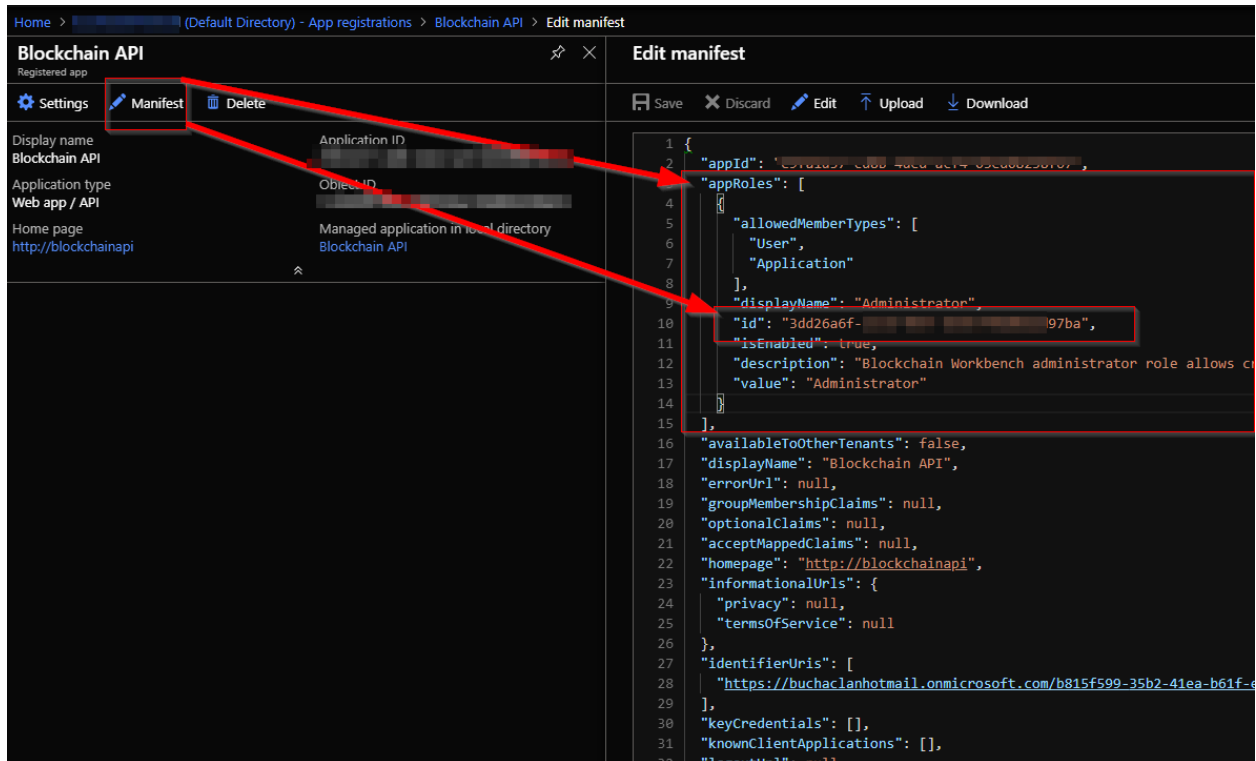 Home > (Default Directory) - App registrations > Blockchain API > Edit manifest
Blockchain API
Registered app
Settings Manifest Delete
Display name
Blockchain API
Application ID
Application type
Web app / API
Object ID
Home page
http://blockchainapi
Managed application in local directory
Blockchain API
Edit manifest
Save Discard Edit Upload Download
1 {
2 "appId": "
"appRoles": [
4 {
5 "allowedMemberTypes": [
6 "User",
7 "Application"
8 ],
9 "displayName": "Administrator",
10 "id": "3dd26a6f- 97ba",
11 "isEnabled": true,
12 "description": "Blockchain Workbench administrator role allows cr
13 "value": "Administrator"
14 }
15 ],
16 "availableToOtherTenants": false,
17 "displayName": "Blockchain API",
18 "errorUrl": null,
19 "groupMembershipClaims": null,
20 "optionalClaims": null,
21 "acceptMappedClaims": null,
22 "homepage": "http://blockchainapi",
23 "informationalUrls": {
24 "privacy": null,
25 "termsOfService": null
26 },
27 "identifierUris": [
28 "https://buchaclanhotmail.onmicrosoft.com/b815f599-35b2-41ea-b61f-e
29 ],
30 "keyCredentials": [],
31 "knownClientApplications": [],